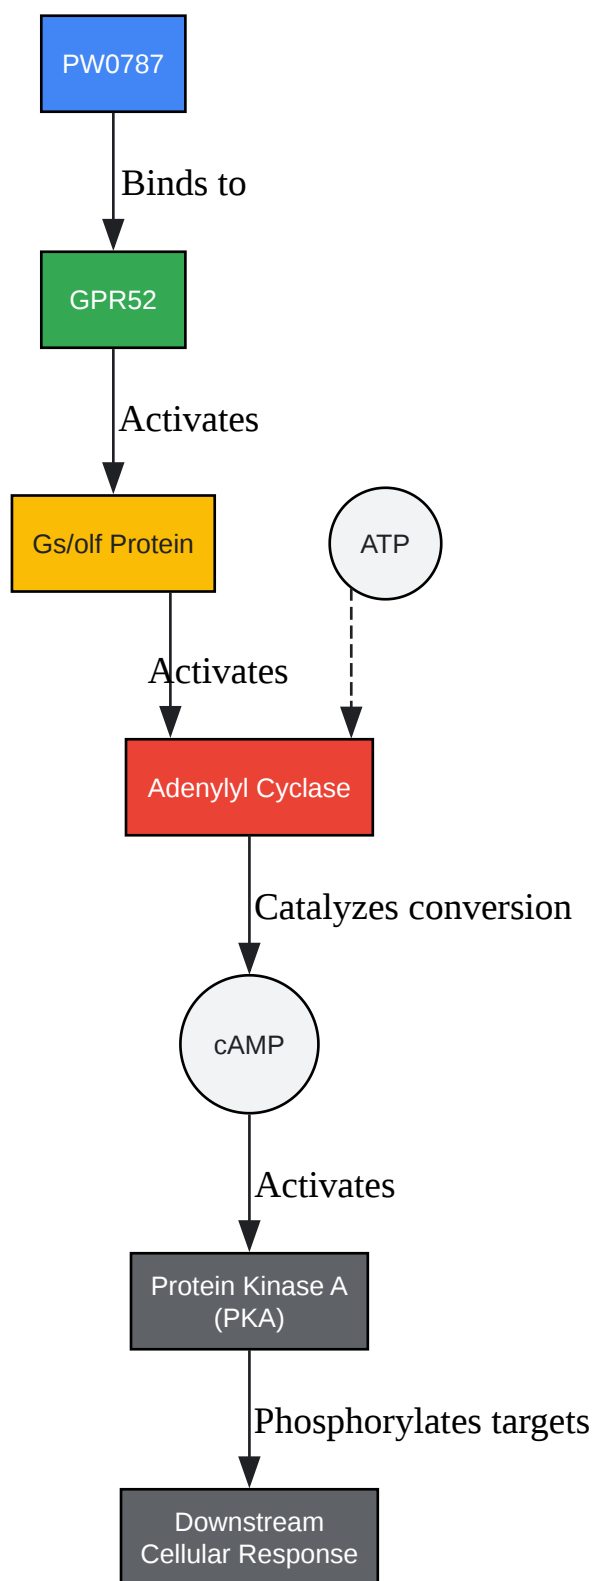 PW0787
Binds to
GPR52
Activates
Gs/olf Protein
ATP
Activates
Adenylyl Cyclase
Catalyzes conversion
cAMP
Activates
Protein Kinase A
(PKA)
Phosphorylates targets
Downstream
Cellular Response